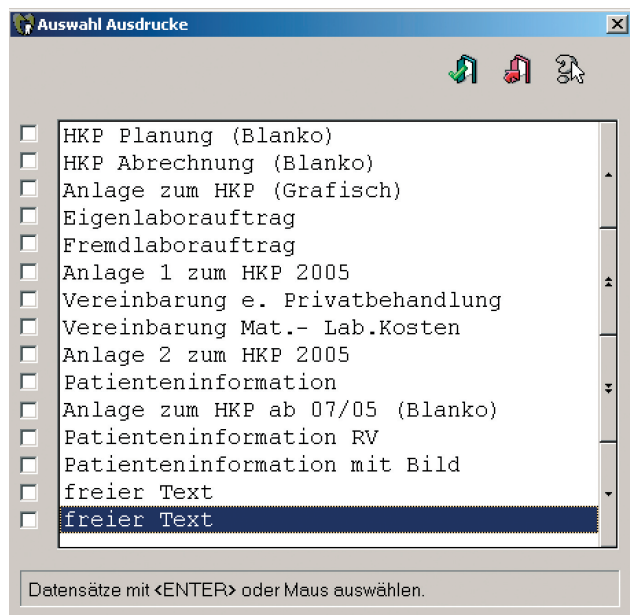 Auswahl Ausdrucke
HKP Planung (Blanko)
HKP Abrechnung (Blanko)
Anlage zum HKP (Grafisch)
Eigenlaborauftrag
Fremdlaborauftrag
Anlage 1 zum HKP 2005
Vereinbarung e. Privatbehandlung
Vereinbarung Mat.- Lab.Kosten
Anlage 2 zum HKP 2005
Patienteninformation
Anlage zum HKP ab 07/05 (Blanko)
Patienteninformation RV
Patienteninformation mit Bild
freier Text
freier Text
Datensätze mit <ENTER> oder Maus auswählen.